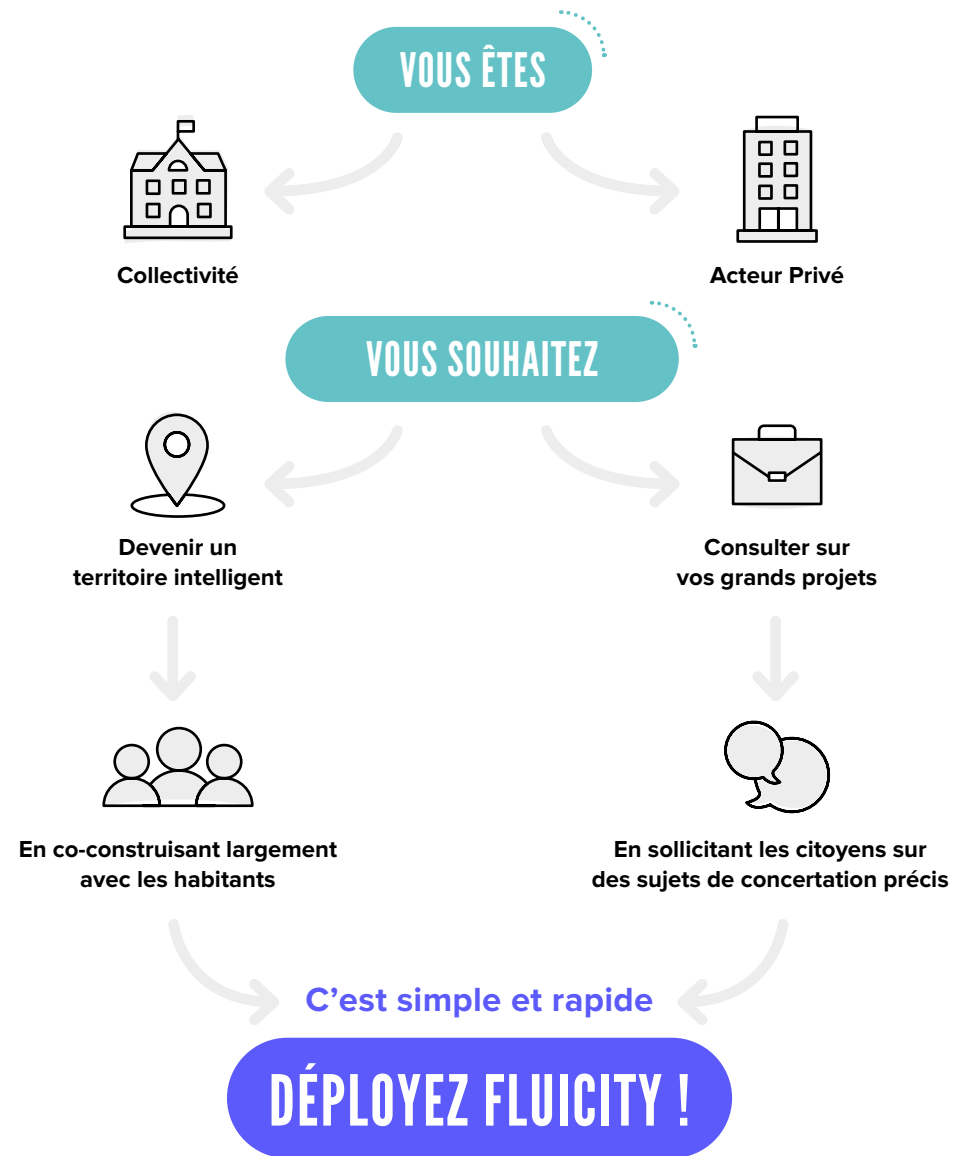 VOUS ÊTES
Collectivité
Acteur Privé
VOUS SOUHAITEZ
Devenir un
territoire intelligent
Consulter sur
vos grands projets
En co-construisant largement
avec les habitants
En sollicitant les citoyens sur
des sujets de concertation précis
C’est simple et rapide
DÉPLOYEZ FLUICITY !